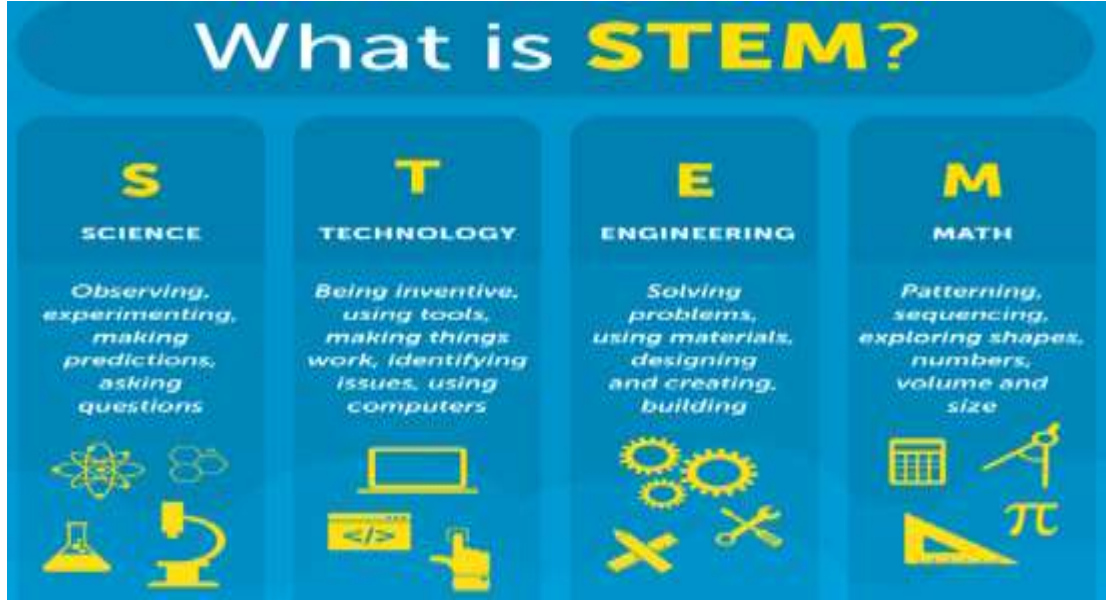 What is STEM?
S
SCIENCE
Observing,
experimenting,
making
predictions,
asking
questions
T
TECHNOLOGY
Being inventive,
using tools,
making things
work, identifying
issues, using
computers
</>
E
ENGINEERING
Solving
problems,
using materials,
designing
and creating,
building
M
MATH
Patterning,
sequencing,
exploring shapes,
numbers,
volume and
size
π